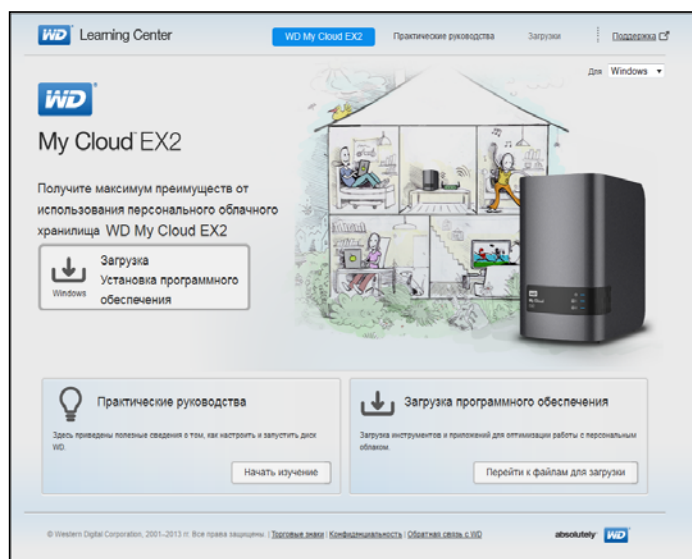 WD Learning Center WD My Cloud EX2 Практические руководства Загрузки Поддержка
Для Windows
WD
My Cloud EX2
Получите максимум преимуществ от
использования персонального облачного
хранилища WD My Cloud EX2
Загрузка
Установка программного
обеспечения
Windows
WD
My Cloud
Практические руководства
Здесь приведены полезные сведения о том, как настроить и запустить диск
WD.
Начать изучение
Загрузка программного обеспечения
Загрузка инструментов и приложений для оптимизации работы с персональным
облаком.
Перейти к файлам для загрузки
© Western Digital Corporation, 2001–2013 гг. Все права защищены. | Торговые знаки | Конфиденциальность | Обратная связь с WD absolutely WD